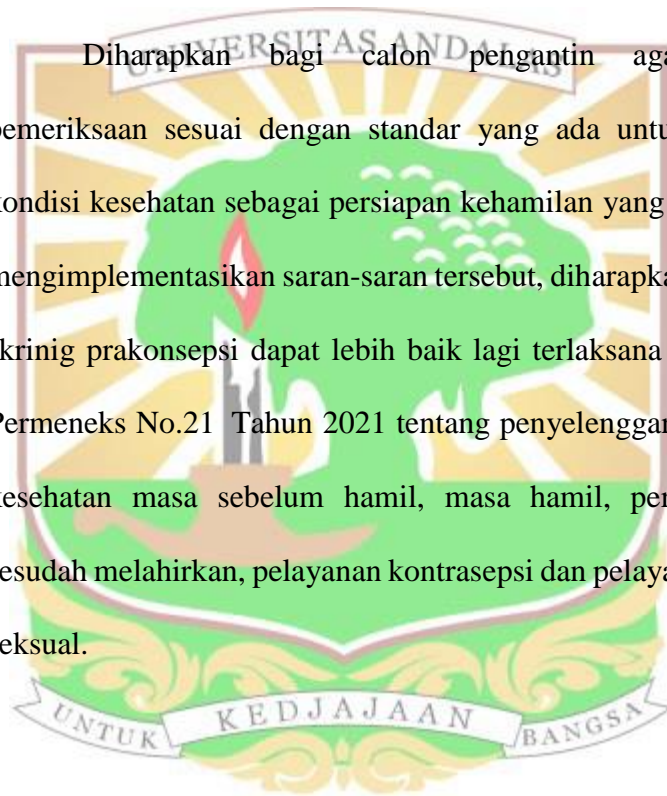 UNIVERSITAS ANDALAS
Diharapkan bagi calon pengantin aga
pemeriksaan sesuai dengan standar yang ada untu
kondisi kesehatan sebagai persiapan kehamilan yang
mengimplementasikan saran-saran tersebut, diharapka
skrinig prakonsepsi dapat lebih baik lagi terlaksana
Permeneks No.21 Tahun 2021 tentang penyelenggar
kesehatan masa sebelum hamil, masa hamil, per
sesudah melahirkan, pelayanan kontrasepsi dan pelaya
seksual.
UNTUK KEDJAJAAN BANGSA